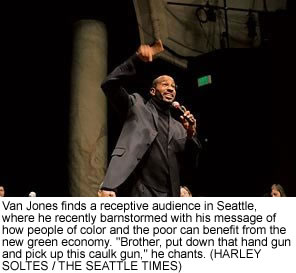 Van Jones finds a receptive audience in Seattle,
where he recently barnstormed with his message of
how people of color and the poor can benefit from the
new green economy. "Brother, put down that hand gun
and pick up this caulk gun," he chants. (HARLEY
SOLTES / THE SEATTLE TIMES)